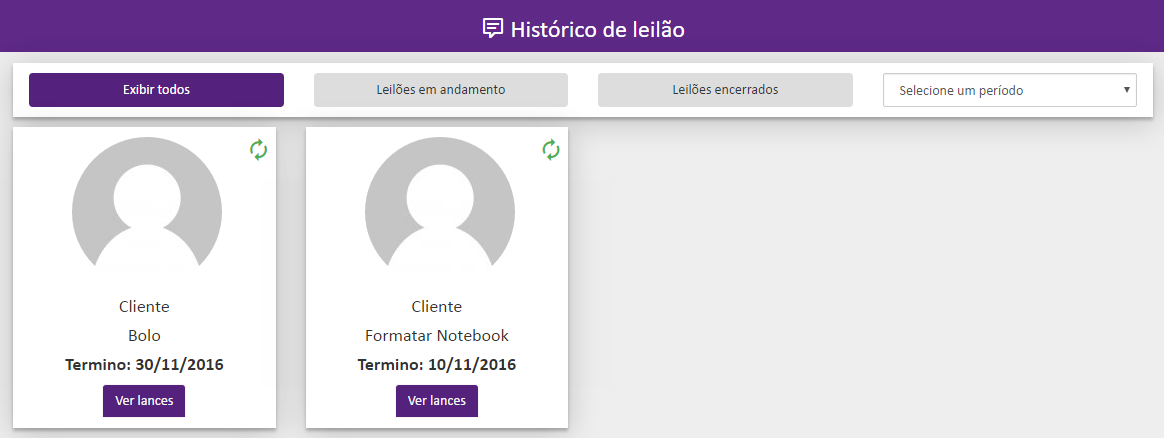 Histórico de leilão
Exibir todos
Leilões em andamento
Leilões encerrados
Selecione um período
Cliente
Bolo
Termino: 30/11/2016
Ver lances
Cliente
Formatar Notebook
Termino: 10/11/2016
Ver lances